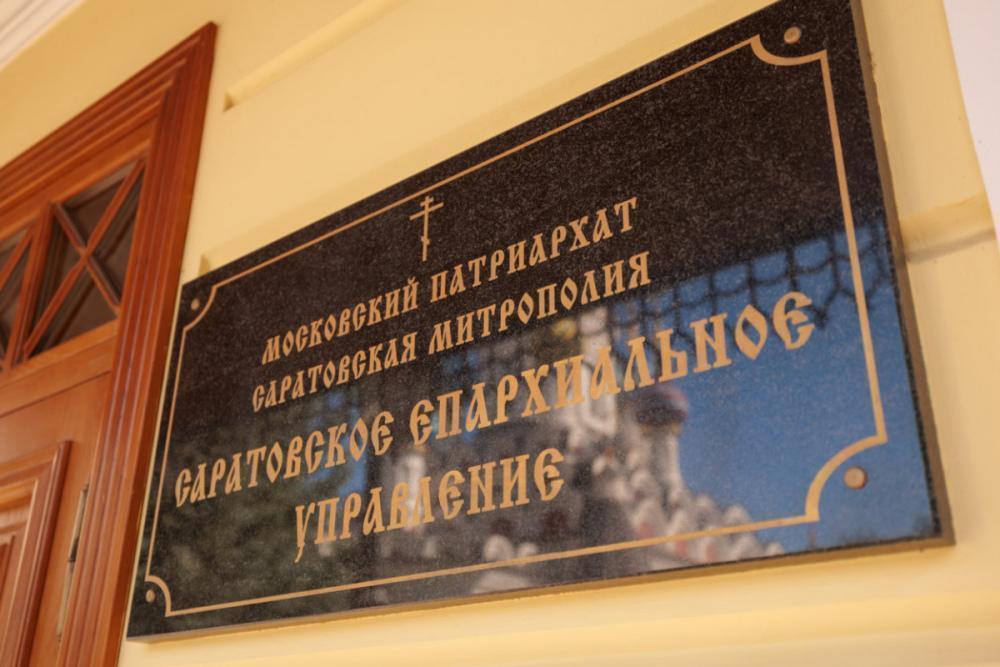 МОСКОВСКИЙ ПАТРИАРХАТ
САРАТОВСКАЯ МИТРОПОЛИЯ
САРАТОВСКОЕ ЕПАРХИАЛЬНОЕ
УПРАВЛЕНИЕ